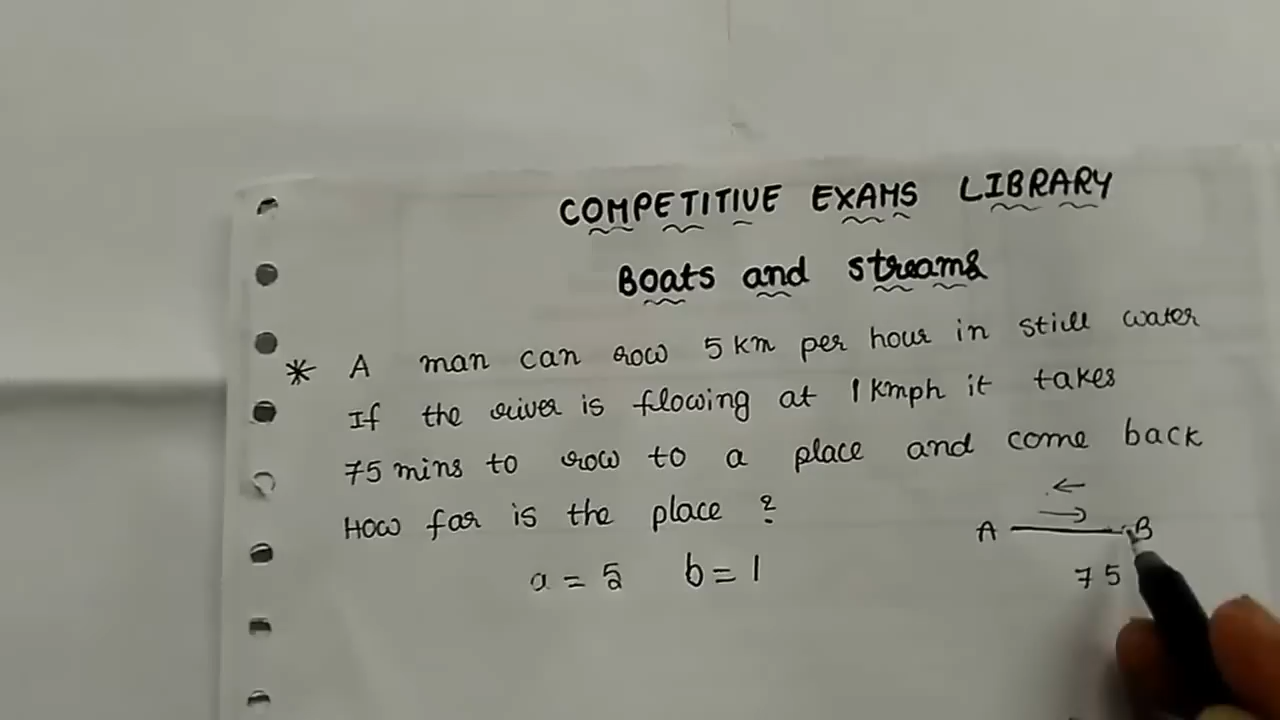 COMPETITIVE EXAMS LIBRARY
Boats and streams
* A man can row 5 km per hour in still water
If the river is flowing at 1 kmph it takes
75 mins to row to a place and come back
How far is the place ?
A B
a = 5 b = 1
75